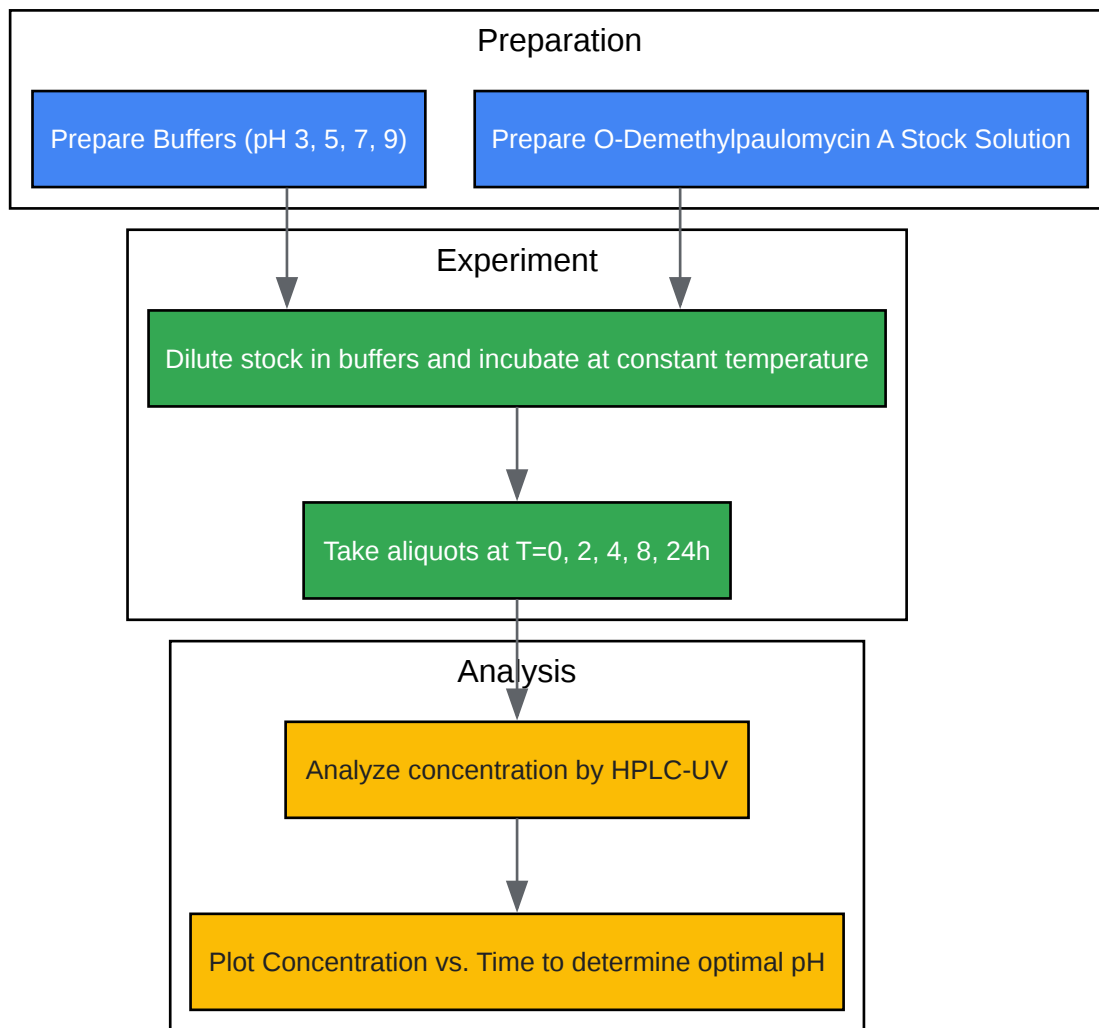 Preparation
Prepare Buffers (pH 3, 5, 7, 9)
Prepare O-Demethylpaulomycin A Stock Solution
Experiment
Dilute stock in buffers and incubate at constant temperature
Take aliquots at T=0, 2, 4, 8, 24h
Analysis
Analyze concentration by HPLC-UV
Plot Concentration vs. Time to determine optimal pH